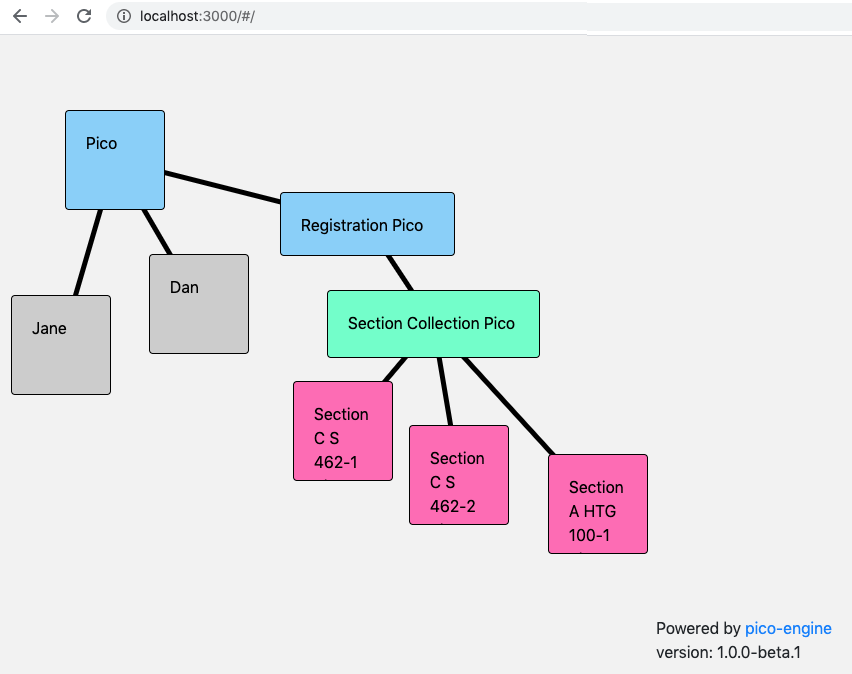 localhost:3000/#/
Pico
Registration Pico
Dan
Jane
Section Collection Pico
Section
C S
462-1
Section
C S
462-2
Section
A HTG
100-1
Powered by pico-engine
version: 1.0.0-beta.1